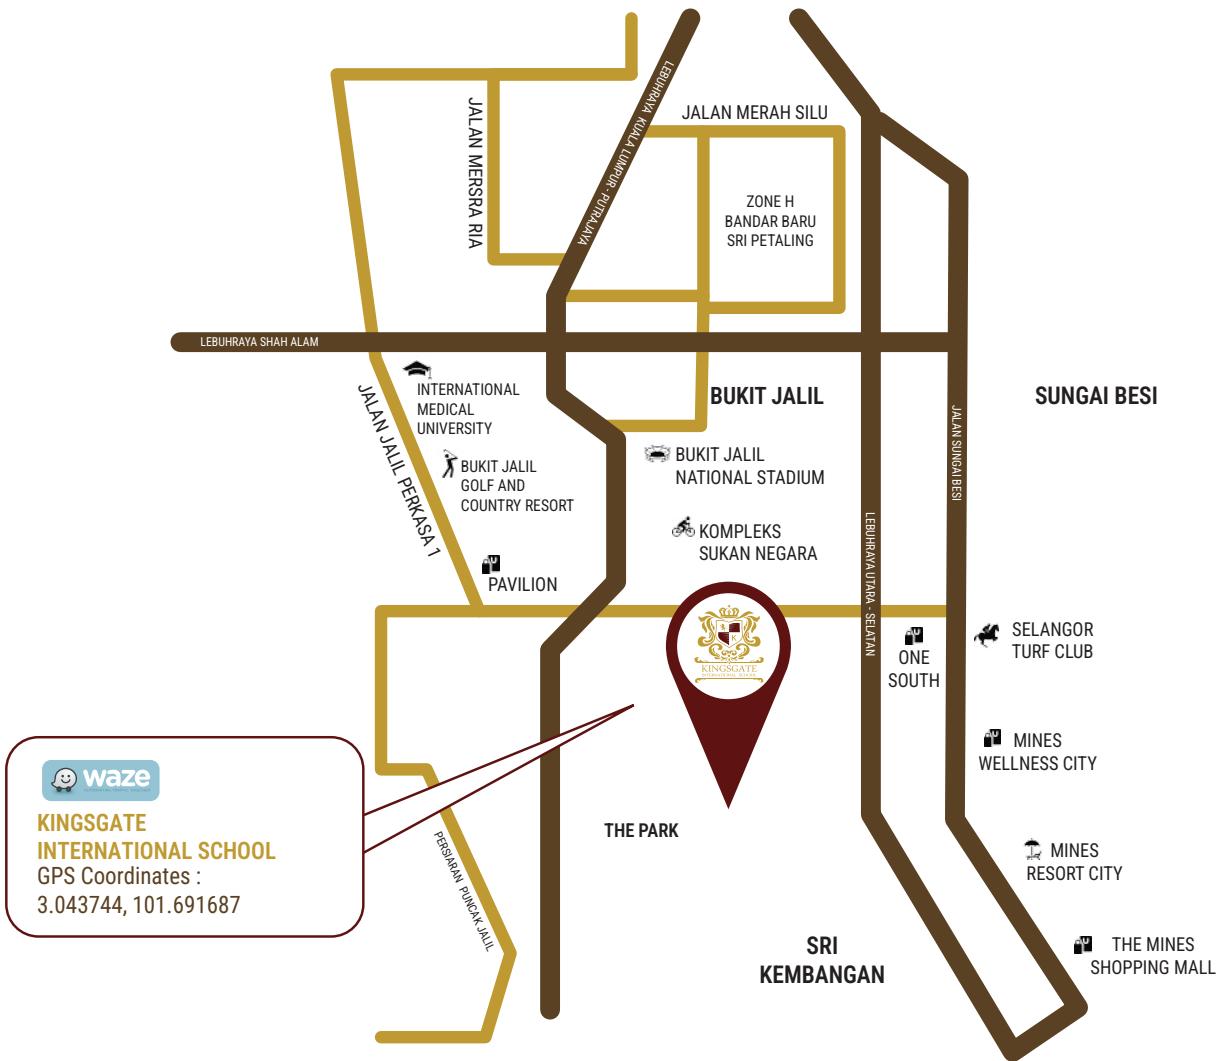 LEBUHRAYA KUALA LUMPUR - PUTRAJAYA
JALAN MERSRA RIA
JALAN MERAH SILU
ZONE H
BANDAR BARU
SRI PETALING
LEBUHRAYA SHAH ALAM
INTERNATIONAL
MEDICAL
UNIVERSITY
JALAN JALIL PERKASA 1
BUKIT JALIL
SUNGAI BESI
JALAN SUNGAI BESI
BUKIT JALIL
NATIONAL STADIUM
BUKIT JALIL
GOLF AND
COUNTRY RESORT
KOMPLEKS
SUKAN NEGARA
LEBUHRAYA UTARA - SELATAN
PAVILION
K
KINGSGATE
INTERNATIONAL SCHOOL
ONE
SOUTH
SELANGOR
TURF CLUB
MINES
WELLNESS CITY
waze
KINGSGATE
INTERNATIONAL SCHOOL
GPS Coordinates :
3.043744, 101.691687
THE PARK
PERSIARAN PUNCAK JALIL
MINES
RESORT CITY
SRI
KEMBANGAN
THE MINES
SHOPPING MALL